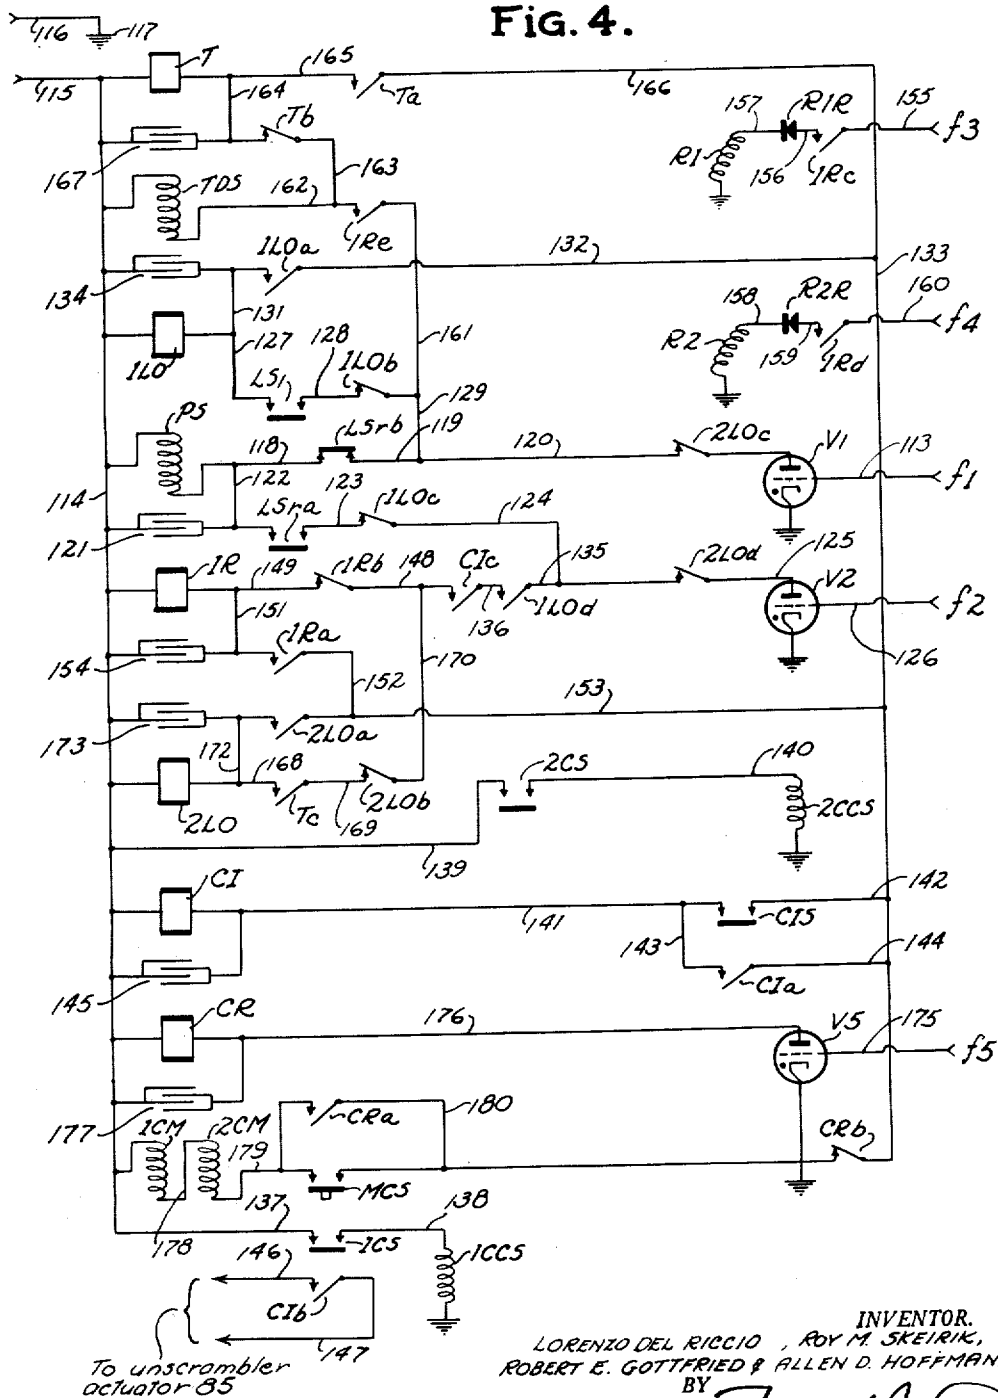 FIG. 4.
116 117
T 165
115 164 Ta 166
Tb R1R
157 155 f3
167 163 R1 156 1Rc
TDS 162
1Re
1LOa 132
134 133
131 R2R 160
158 f4
127 128 1LOb 161 R2 159 1Rd
1LO
LS1
129
PS LSrb 119 2LOc V1
118 120 113
114 122 123 1LOc f1
LSra 124
121
1R 149 1Rb 148 CIc 135 2LOd 125
V2
151 136 1LOd f2
1Ra 170 126
154 152
153
173 2LOa
172 168 2CS 140
2LO Tc 169 2LOb 2CCS
139
CI 142
141 CIS
143 144
145 CIa
CR 176 V5 175
f5
177 CRa 180
1CM 2CM CRb
179
MCS
137 138
178 1CS
146 1CCS
CIb
147
To unscrambler
actuator 85
INVENTOR.
LORENZO DEL RICCIO , ROY M. SKEIRIK,
ROBERT E. GOTTFRIED & ALLEN D. HOFFMAN
BY